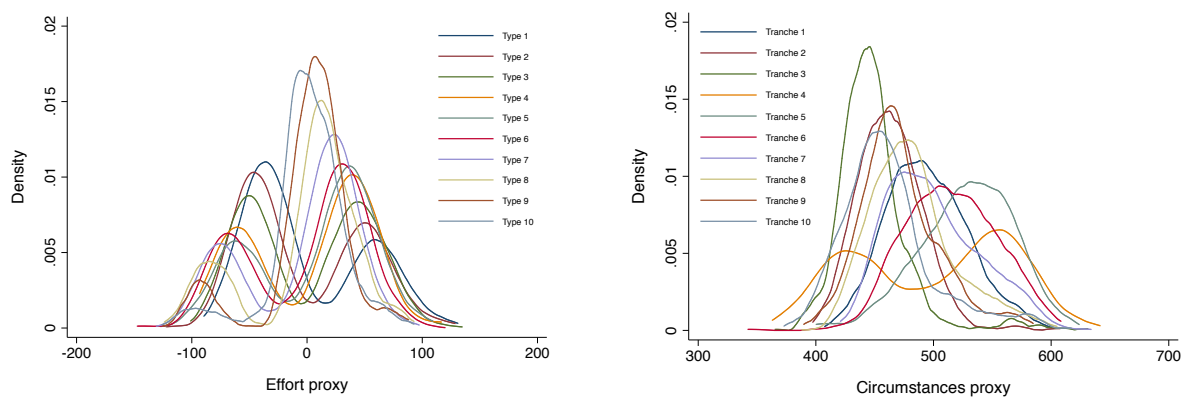 .02
.015
.01
.005
0
Density
-200
-100
0
100
200
Effort proxy
Type 1
Type 2
Type 3
Type 4
Type 5
Type 6
Type 7
Type 8
Type 9
Type 10
.02
.015
.01
.005
0
Density
300
400
500
600
700
Circumstances proxy
Tranche 1
Tranche 2
Tranche 3
Tranche 4
Tranche 5
Tranche 6
Tranche 7
Tranche 8
Tranche 9
Tranche 10